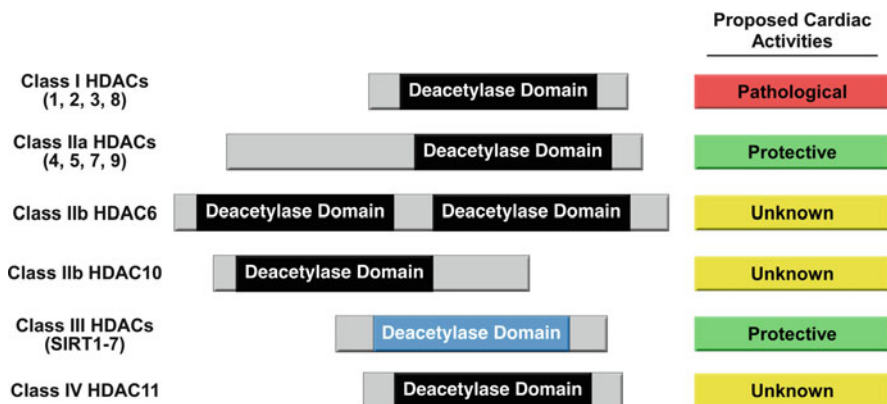 Proposed Cardiac
Activities
Class I HDACs
(1, 2, 3, 8)
Deacetylase Domain
Pathological
Class IIa HDACs
(4, 5, 7, 9)
Deacetylase Domain
Protective
Class IIb HDAC6
Deacetylase Domain Deacetylase Domain
Unknown
Class IIb HDAC10
Deacetylase Domain
Unknown
Class III HDACs
(SIRT1-7)
Deacetylase Domain
Protective
Class IV HDAC11
Deacetylase Domain
Unknown